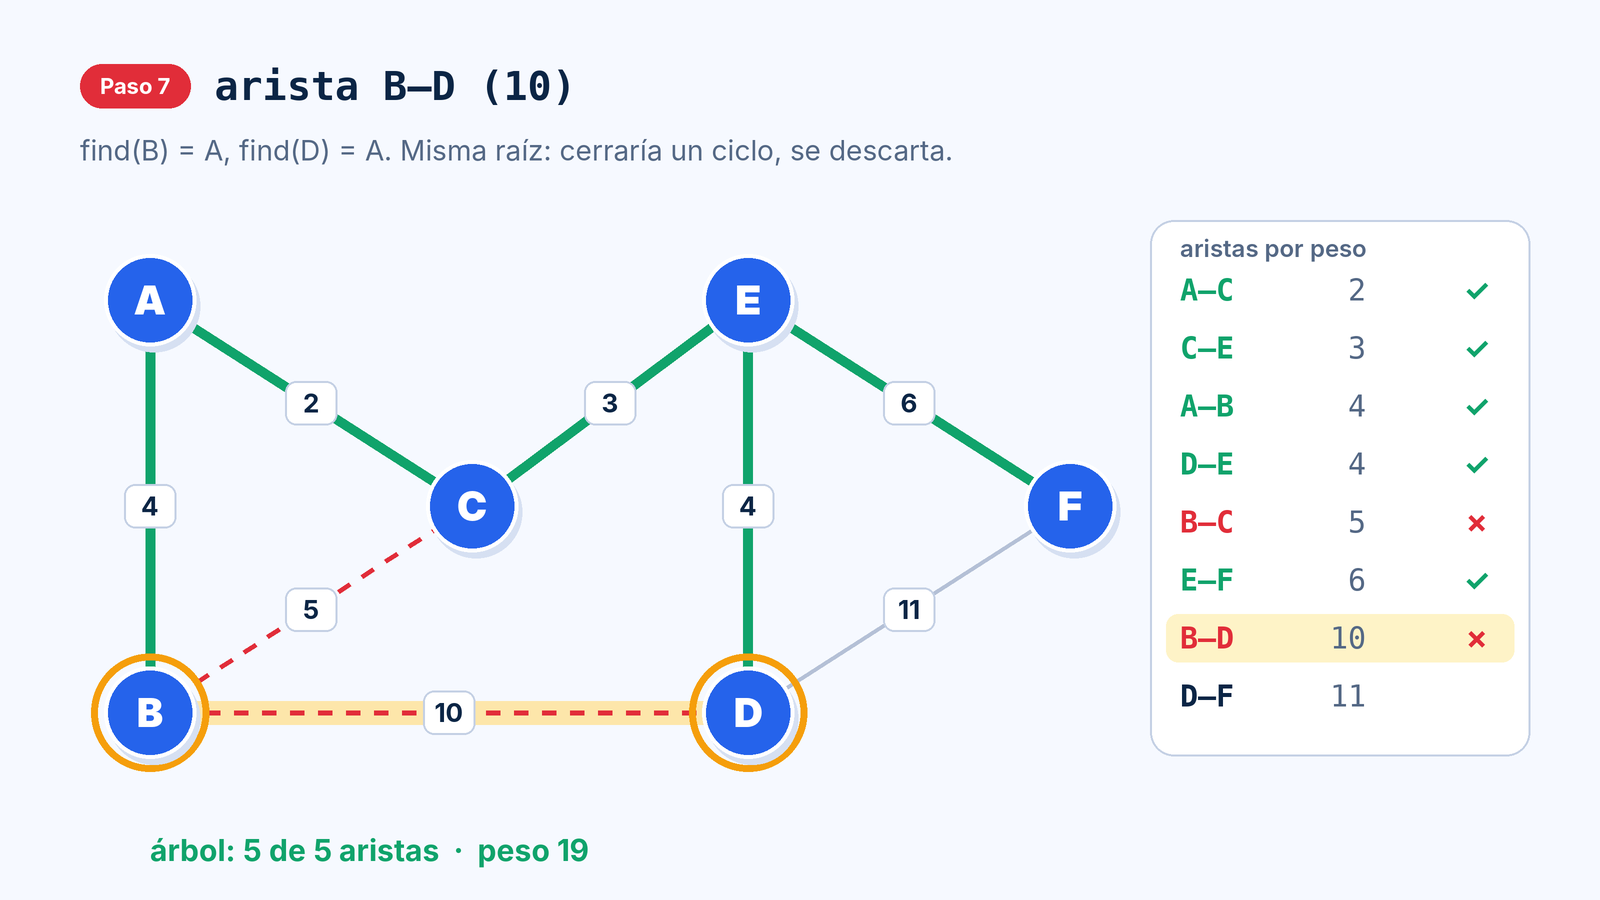 Paso 7
arista B–D (10)
find(B) = A, find(D) = A. Misma raíz: cerraría un ciclo, se descarta.
A
E
2
3
6
4
C
4
F
5
11
B
10
D
aristas por peso
A–C 2 ✓
C–E 3 ✓
A–B 4 ✓
D–E 4 ✓
B–C 5 ×
E–F 6 ✓
B–D 10 ×
D–F 11
árbol: 5 de 5 aristas · peso 19